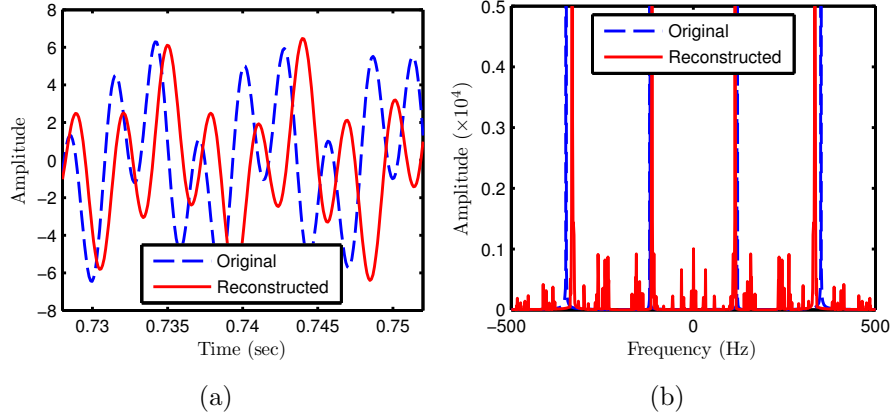 8
6
4
2
0
−2
−4
−6
−8
Amplitude
Original
Reconstructed
0.73
0.735
0.74
0.745
0.75
Time (sec)
(a)
0.5
0.4
0.3
0.2
0.1
0
Amplitude (×10⁴)
Original
Reconstructed
−500
0
500
Frequency (Hz)
(b)